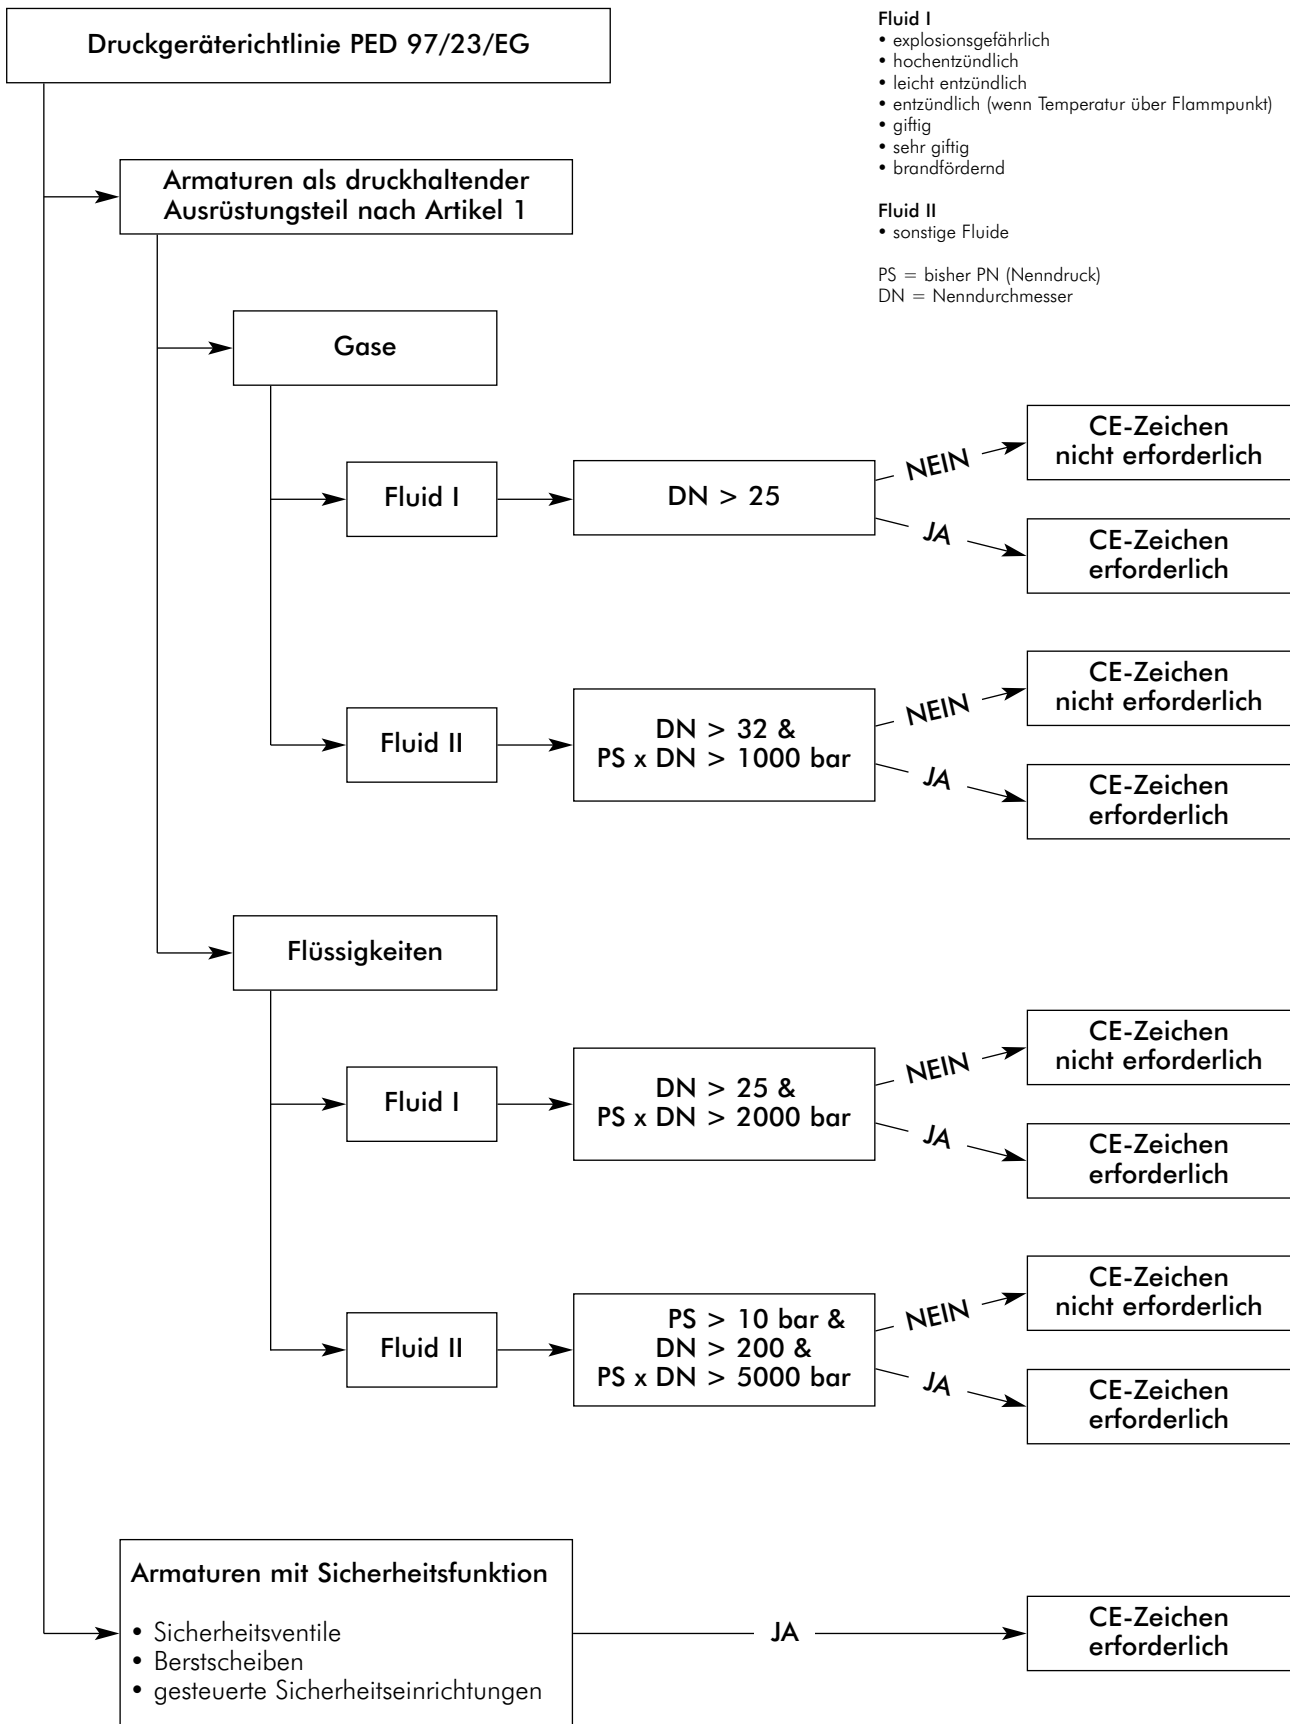 Druckgeräterichtlinie PED 97/23/EG
Fluid I
• explosionsgefährlich
• hochentzündlich
• leicht entzündlich
• entzündlich (wenn Temperatur über Flammpunkt)
• giftig
• sehr giftig
• brandfördernd
Fluid II
• sonstige Fluide
PS = bisher PN (Nenndruck)
DN = Nenndurchmesser
Armaturen als druckhaltender
Ausrüstungsteil nach Artikel 1
Gase
Fluid I
DN > 25
NEIN
CE-Zeichen
nicht erforderlich
JA
CE-Zeichen
erforderlich
Fluid II
DN > 32 &
PS x DN > 1000 bar
NEIN
CE-Zeichen
nicht erforderlich
JA
CE-Zeichen
erforderlich
Flüssigkeiten
Fluid I
DN > 25 &
PS x DN > 2000 bar
NEIN
CE-Zeichen
nicht erforderlich
JA
CE-Zeichen
erforderlich
Fluid II
PS > 10 bar &
DN > 200 &
PS x DN > 5000 bar
NEIN
CE-Zeichen
nicht erforderlich
JA
CE-Zeichen
erforderlich
Armaturen mit Sicherheitsfunktion
• Sicherheitsventile
• Berstscheiben
• gesteuerte Sicherheitseinrichtungen
JA
CE-Zeichen
erforderlich